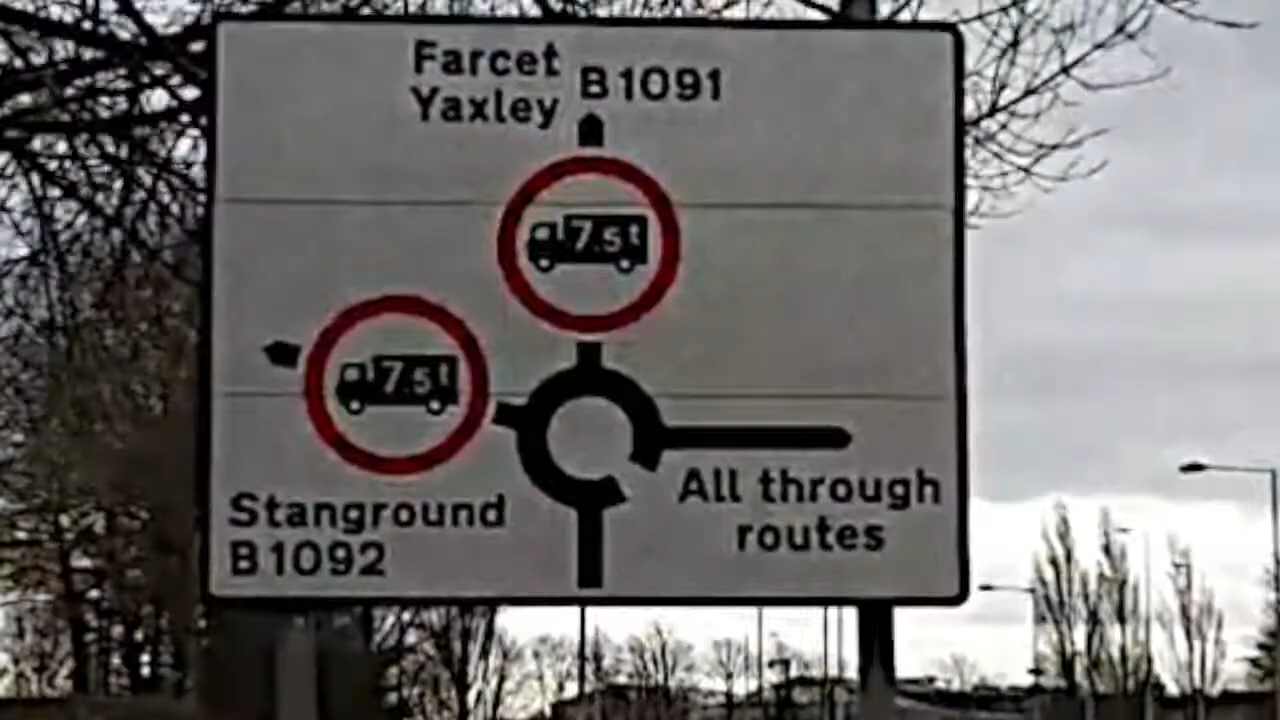 Farcet
Yaxley
B1091
7.5t
7.5t
Stanground
B1092
All through
routes